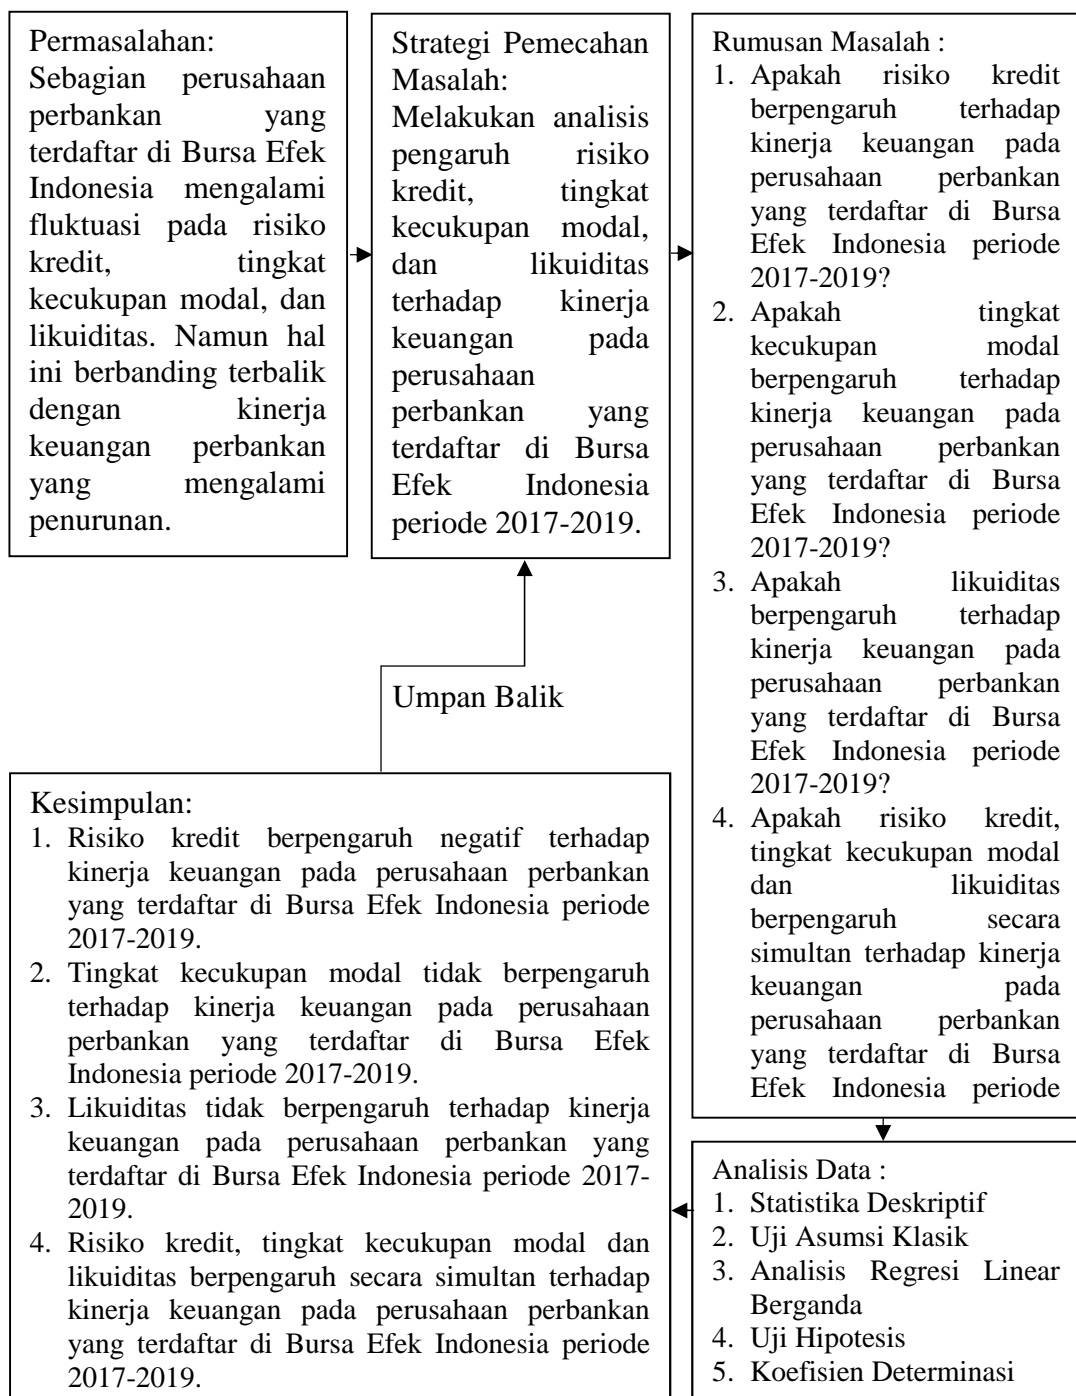 Permasalahan:
Sebagian perusahaan
perbankan yang
terdaftar di Bursa Efek
Indonesia mengalami
fluktuasi pada risiko
kredit, tingkat
kecukupan modal, dan
likuiditas. Namun hal
ini berbanding terbalik
dengan kinerja
keuangan perbankan
yang mengalami
penurunan.
Strategi Pemecahan
Masalah:
Melakukan analisis
pengaruh risiko
kredit, tingkat
kecukupan modal,
dan likuiditas
terhadap kinerja
keuangan pada
perusahaan
perbankan yang
terdaftar di Bursa
Efek Indonesia
periode 2017-2019.
Rumusan Masalah :
1. Apakah risiko kredit
berpengaruh terhadap
kinerja keuangan pada
perusahaan perbankan
yang terdaftar di Bursa
Efek Indonesia periode
2017-2019?
2. Apakah tingkat
kecukupan modal
berpengaruh terhadap
kinerja keuangan pada
perusahaan perbankan
yang terdaftar di Bursa
Efek Indonesia periode
2017-2019?
3. Apakah likuiditas
berpengaruh terhadap
kinerja keuangan pada
perusahaan perbankan
yang terdaftar di Bursa
Efek Indonesia periode
2017-2019?
4. Apakah risiko kredit,
tingkat kecukupan modal
dan likuiditas
berpengaruh secara
simultan terhadap kinerja
keuangan pada
perusahaan perbankan
yang terdaftar di Bursa
Efek Indonesia periode
Analisis Data :
1. Statistika Deskriptif
2. Uji Asumsi Klasik
3. Analisis Regresi Linear
Berganda
4. Uji Hipotesis
5. Koefisien Determinasi
Kesimpulan:
1. Risiko kredit berpengaruh negatif terhadap
kinerja keuangan pada perusahaan perbankan
yang terdaftar di Bursa Efek Indonesia periode
2017-2019.
2. Tingkat kecukupan modal tidak berpengaruh
terhadap kinerja keuangan pada perusahaan
perbankan yang terdaftar di Bursa Efek
Indonesia periode 2017-2019.
3. Likuiditas tidak berpengaruh terhadap kinerja
keuangan pada perusahaan perbankan yang
terdaftar di Bursa Efek Indonesia periode 2017-
2019.
4. Risiko kredit, tingkat kecukupan modal dan
likuiditas berpengaruh secara simultan terhadap
kinerja keuangan pada perusahaan perbankan
yang terdaftar di Bursa Efek Indonesia periode
2017-2019.
Umpan Balik